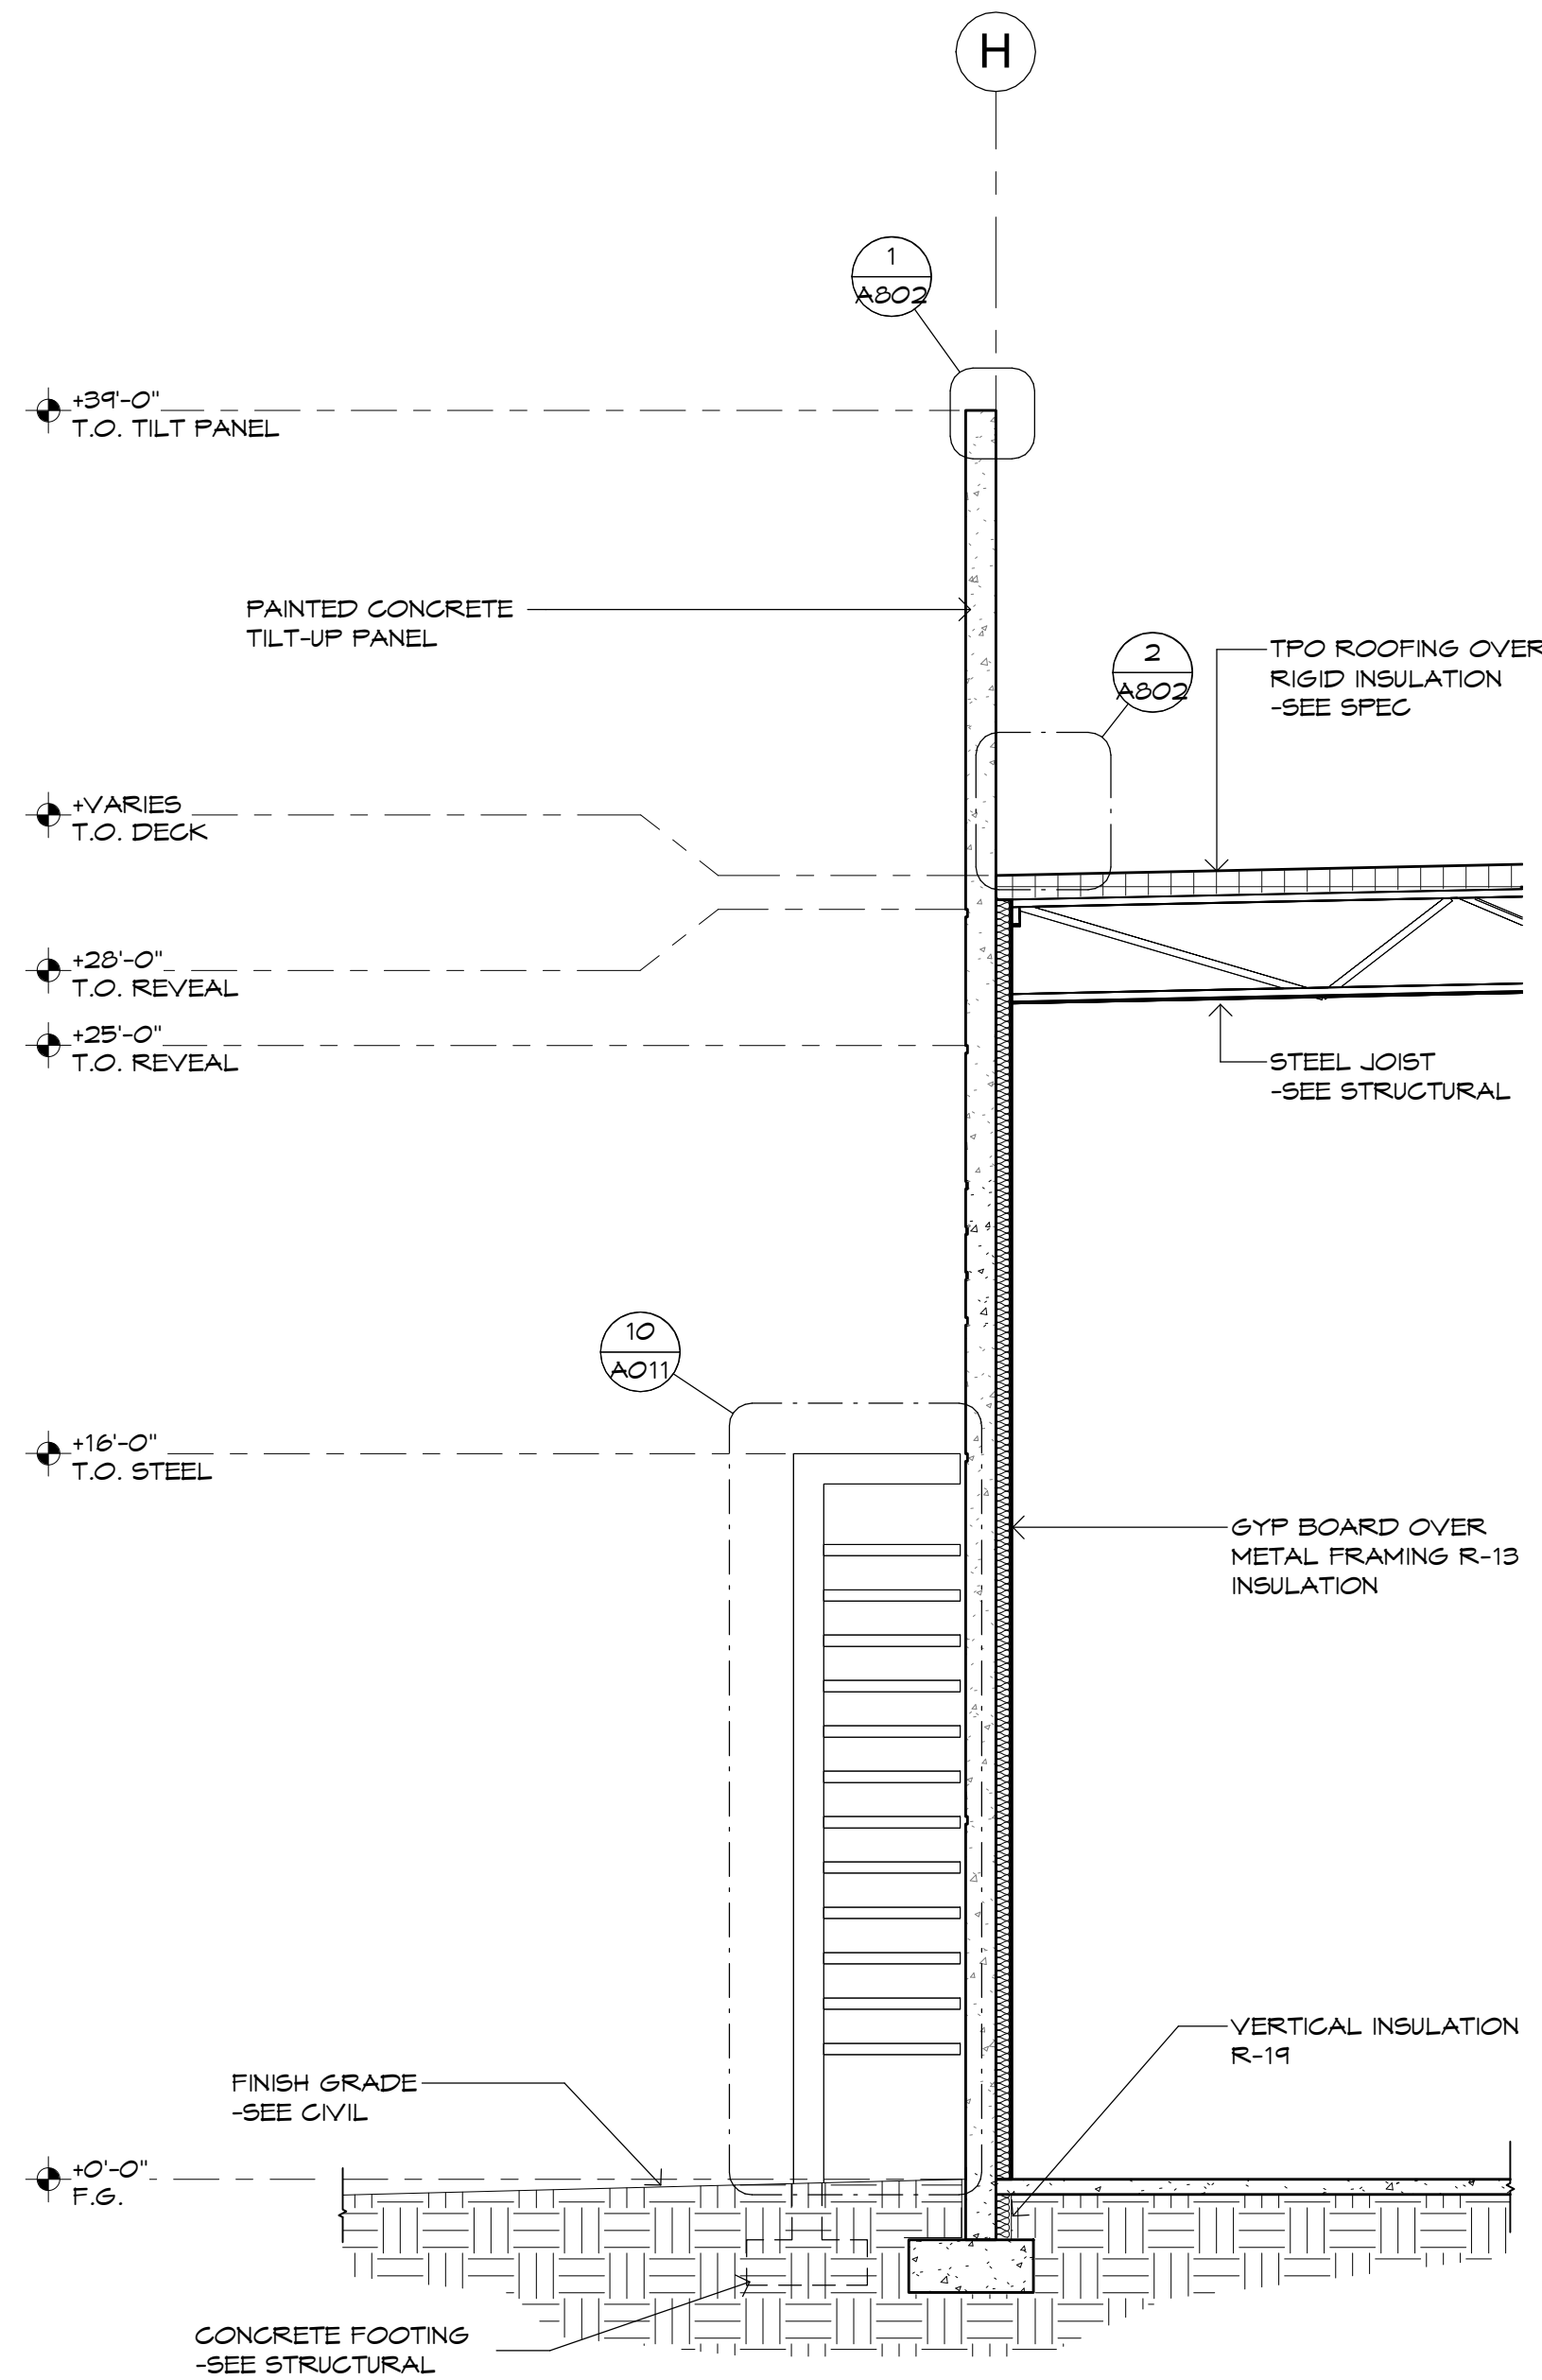 H
1
A802
+39'-0"
T.O. TILT PANEL
PAINTED CONCRETE
TILT-UP PANEL
2
A802
TPO ROOFING OVER
RIGID INSULATION
-SEE SPEC
+VARIES
T.O. DECK
+28'-0"
T.O. REVEAL
+25'-0"
T.O. REVEAL
STEEL JOIST
-SEE STRUCTURAL
10
A011
+16'-0"
T.O. STEEL
GYP BOARD OVER
METAL FRAMING R-13
INSULATION
VERTICAL INSULATION
R-19
FINISH GRADE
-SEE CIVIL
+0'-0"
F.G.
CONCRETE FOOTING
-SEE STRUCTURAL